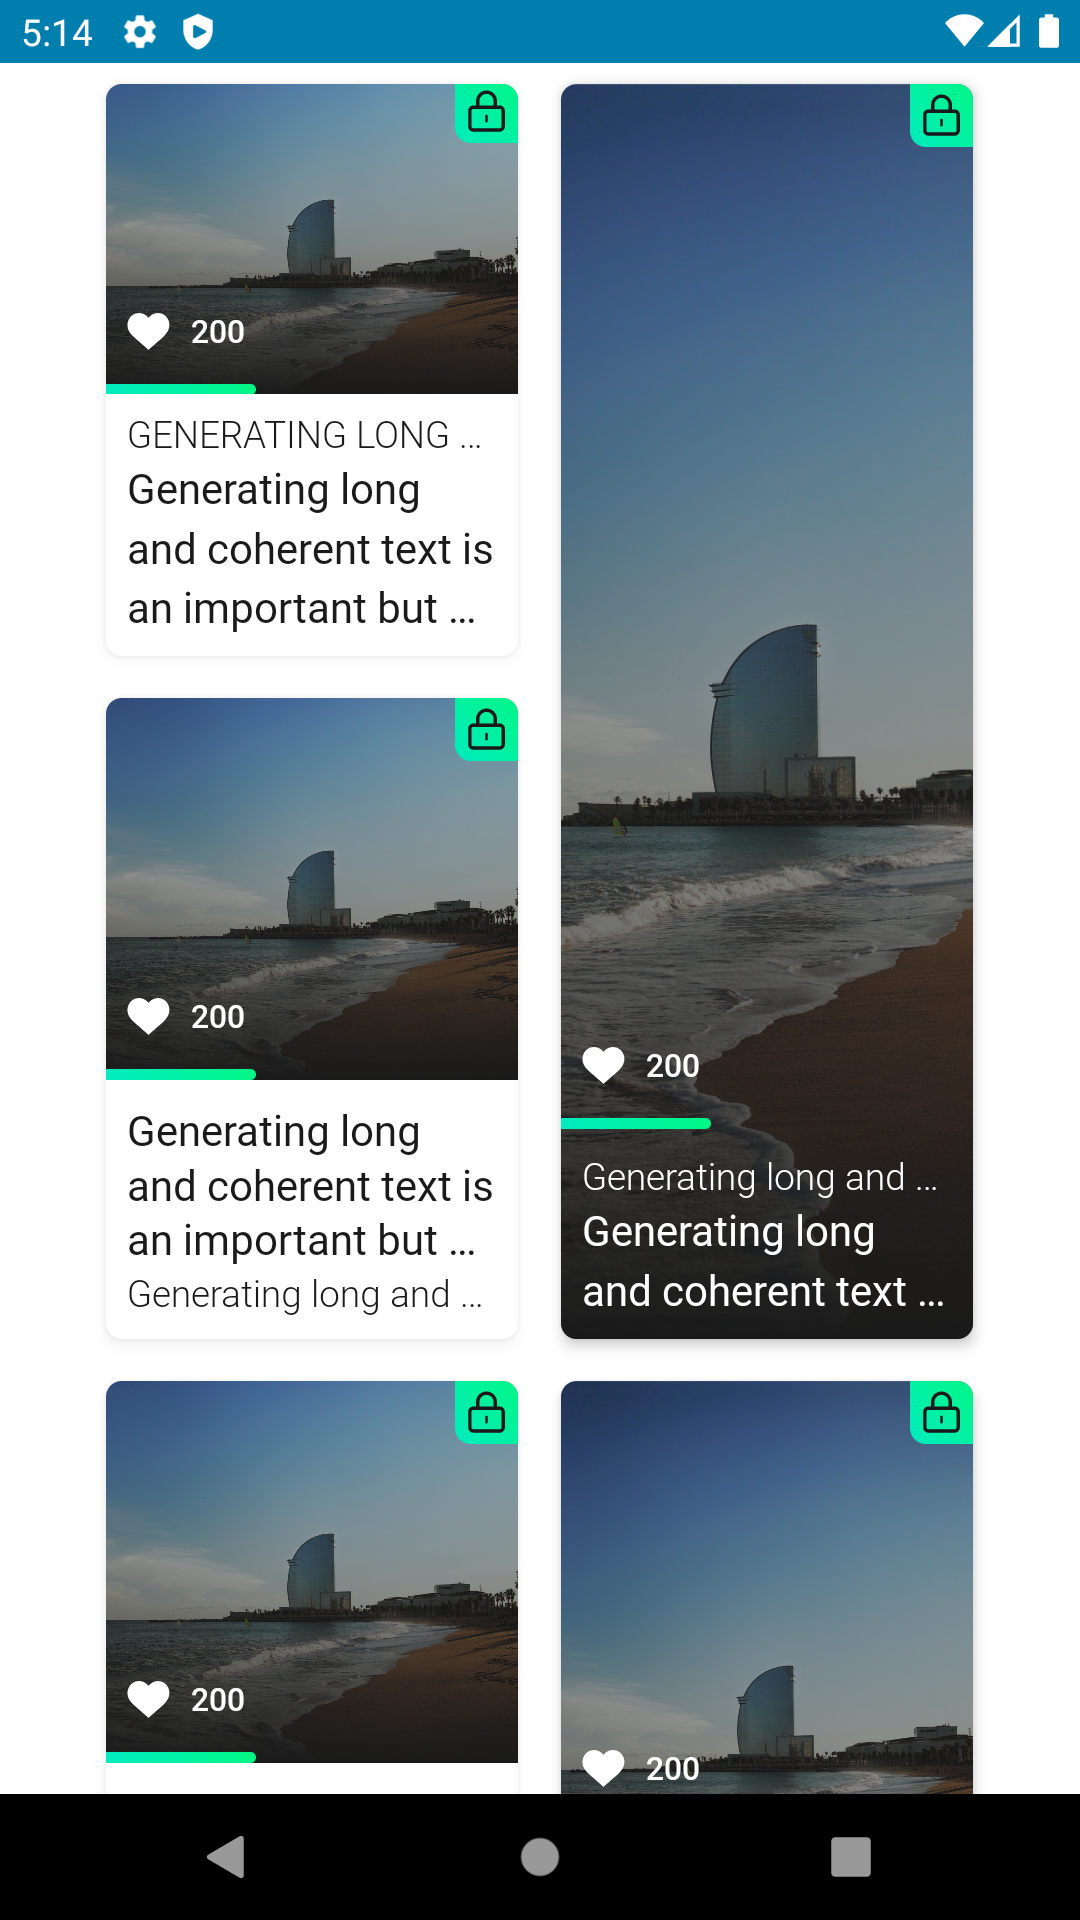 5:14
200
GENERATING LONG ...
Generating long
and coherent text is
an important but ...
200
Generating long and ...
Generating long
and coherent text ...
200
Generating long
and coherent text is
an important but ...
Generating long and ...
200
200